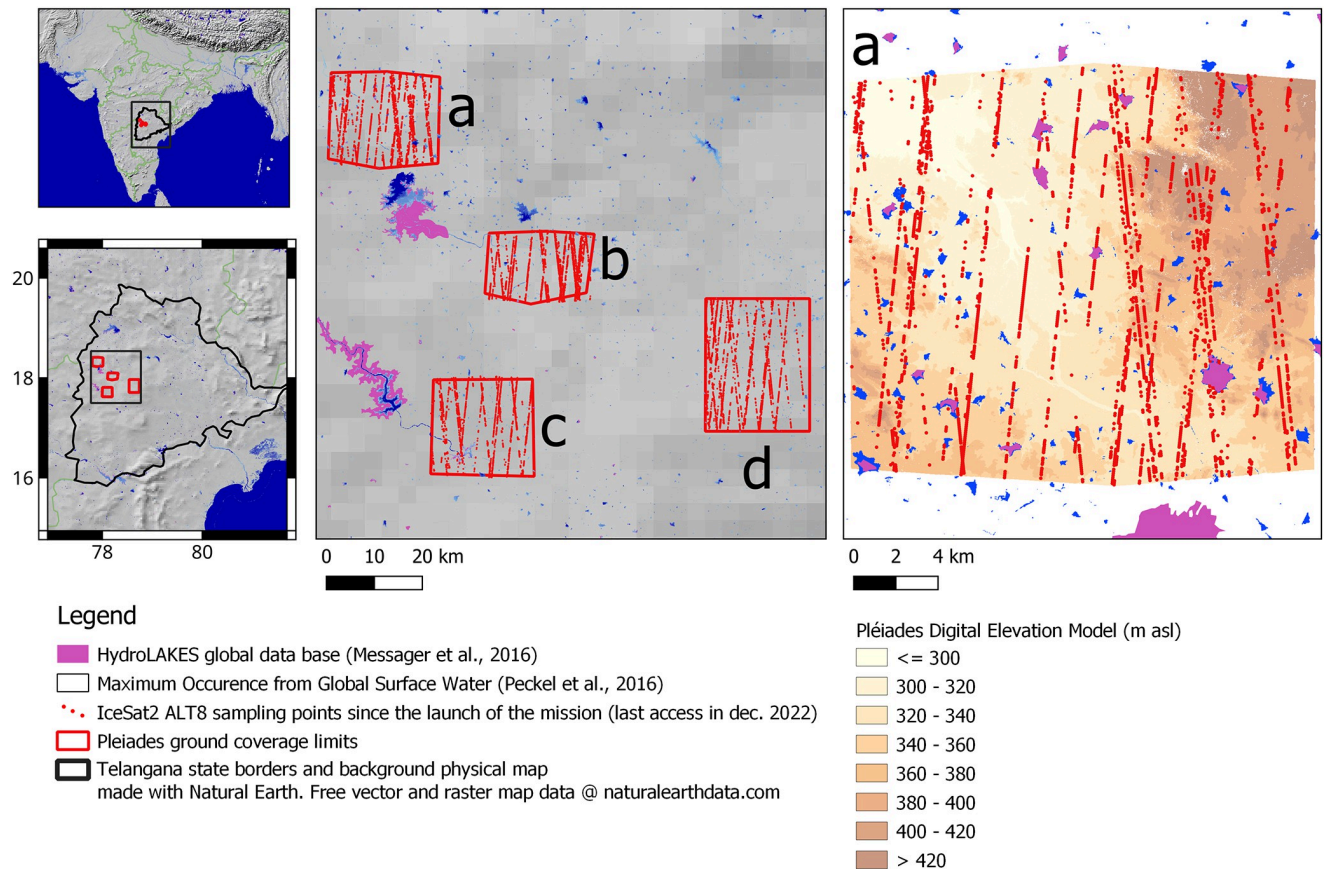 a
a
b
c
d
20
18
16
78
80
0
10
20 km
0
2
4 km
Legend
HydroLAKES global data base (Messager et al., 2016)
Maximum Occurence from Global Surface Water (Peckel et al., 2016)
IceSat2 ALT8 sampling points since the launch of the mission (last access in dec. 2022)
Pleiades ground coverage limits
Telangana state borders and background physical map
made with Natural Earth. Free vector and raster map data @ naturalearthdata.com
Pléiades Digital Elevation Model (m asl)
<= 300
300 - 320
320 - 340
340 - 360
360 - 380
380 - 400
400 - 420
> 420